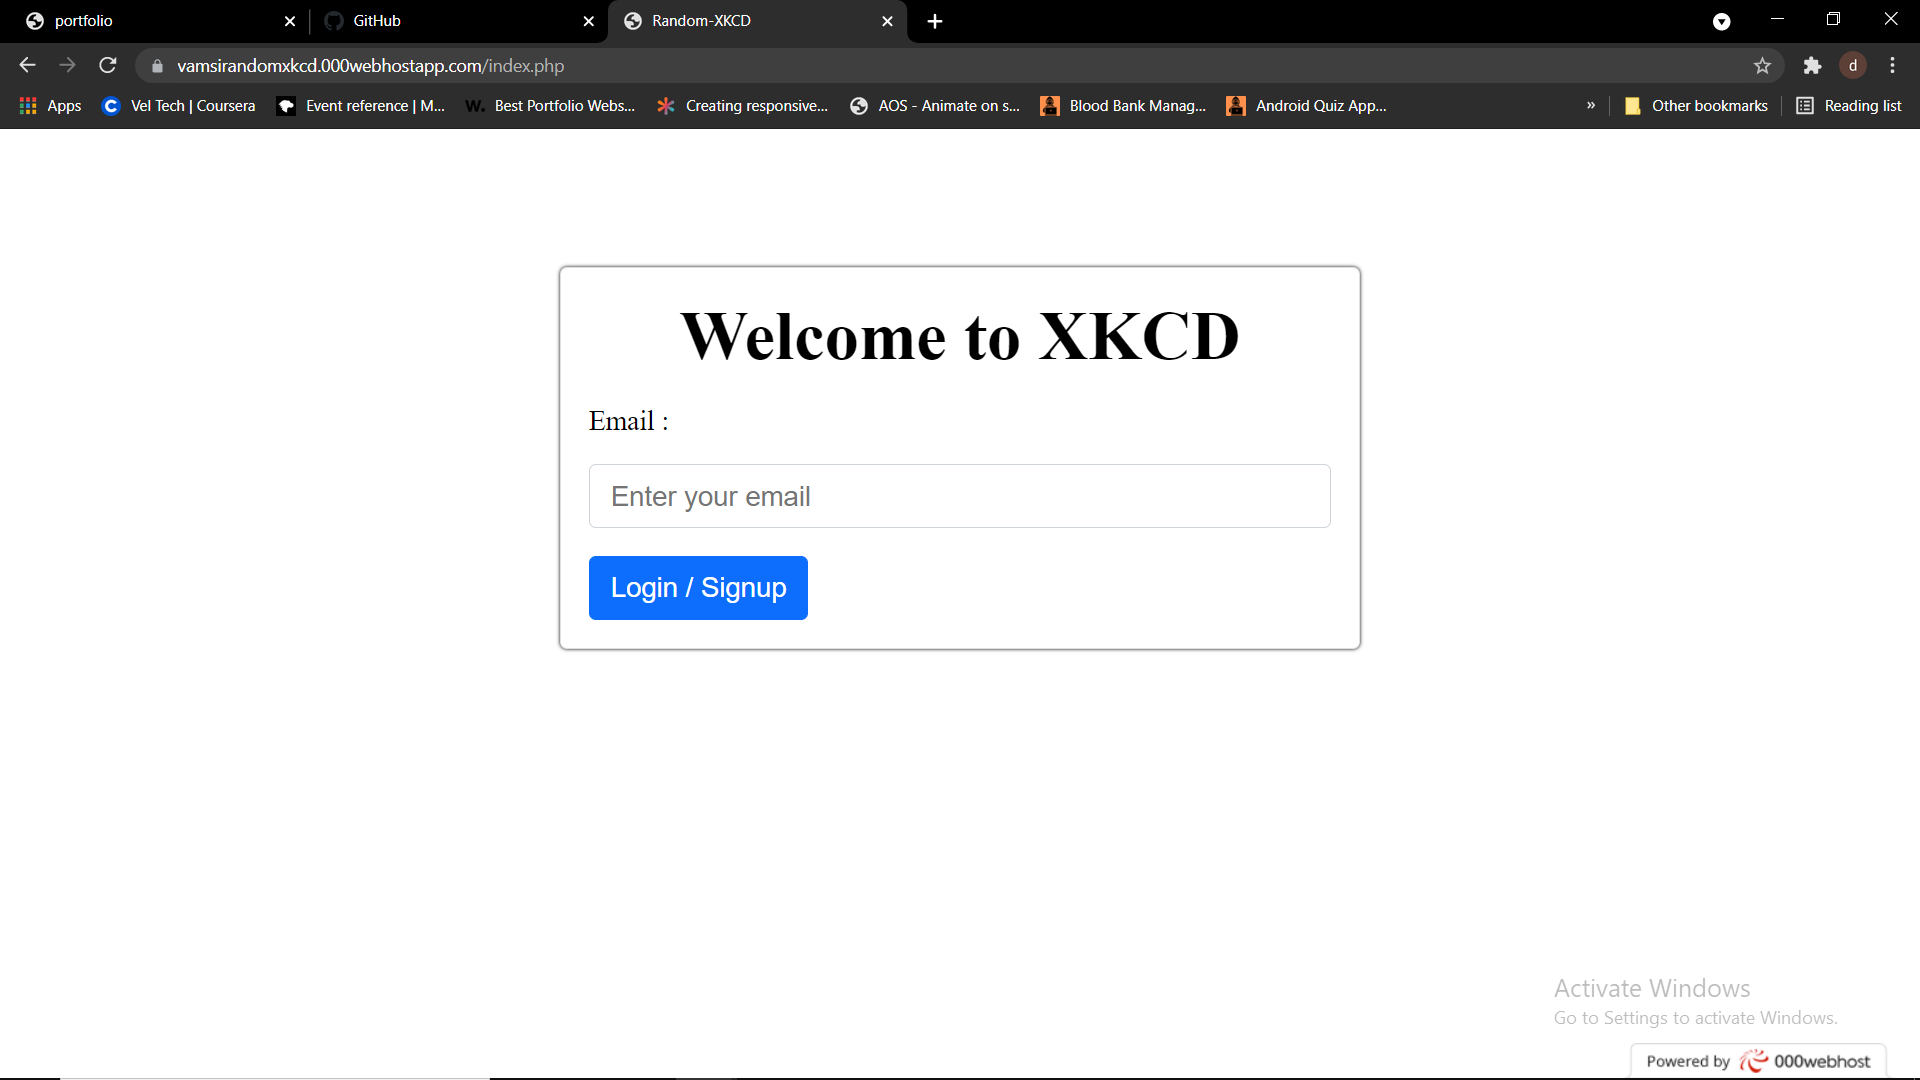 portfolio
GitHub
Random-XKCD
vamsirandomxkcd.000webhostapp.com/index.php
d
Apps
Vel Tech | Coursera
Event reference | M...
W. Best Portfolio Webs...
Creating responsive...
AOS - Animate on s...
Blood Bank Manag...
Android Quiz App...
»
Other bookmarks
Reading list
Welcome to XKCD
Email :
Enter your email
Login / Signup
Activate Windows
Go to Settings to activate Windows.
Powered by 000webhost